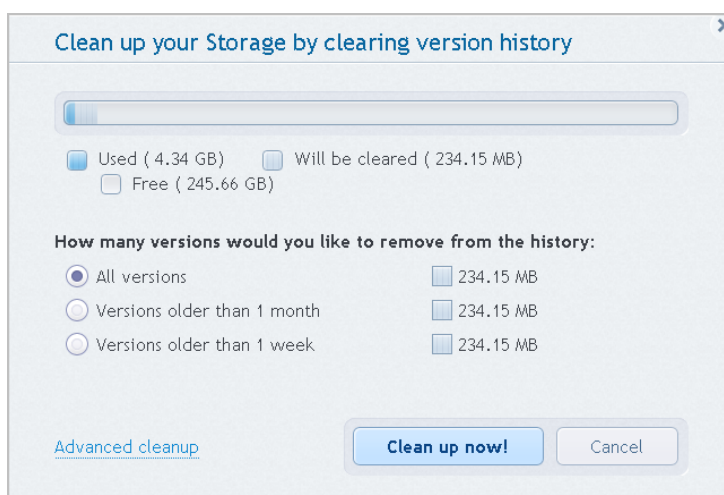 Clean up your Storage by clearing version history
Used ( 4.34 GB) Will be cleared ( 234.15 MB)
Free ( 245.66 GB)
How many versions would you like to remove from the history:
All versions 234.15 MB
Versions older than 1 month 234.15 MB
Versions older than 1 week 234.15 MB
Advanced cleanup Clean up now! Cancel